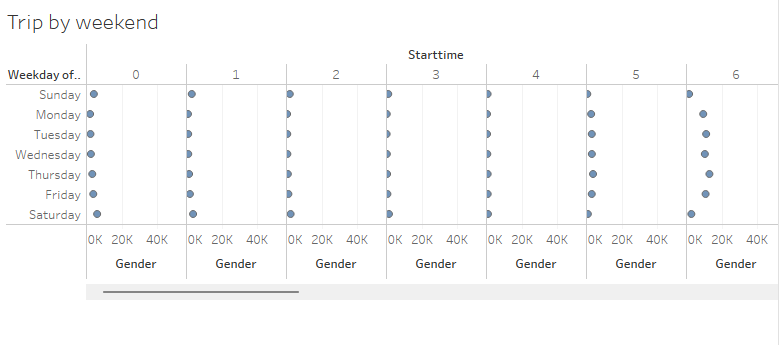 Trip by weekend
Starttime
Weekday of.. 0 1 2 3 4 5 6
Sunday
Monday
Tuesday
Wednesday
Thursday
Friday
Saturday
0K 20K 40K 0K 20K 40K 0K 20K 40K 0K 20K 40K 0K 20K 40K 0K 20K 40K 0K 20K 40K
Gender Gender Gender Gender Gender Gender Gender